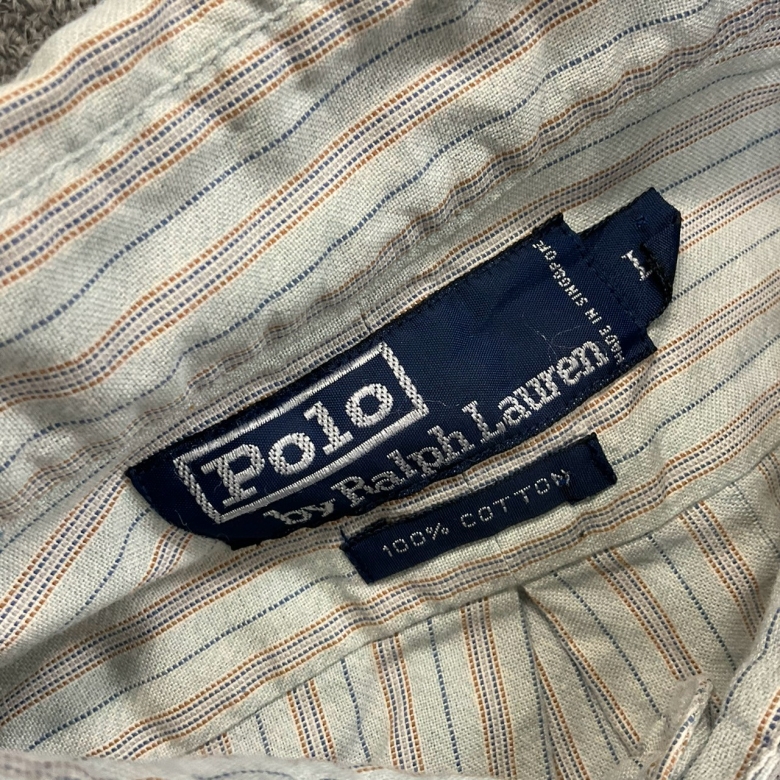 Polo
by Ralph Lauren
MADE IN SINGAPORE
M
100% COTTON